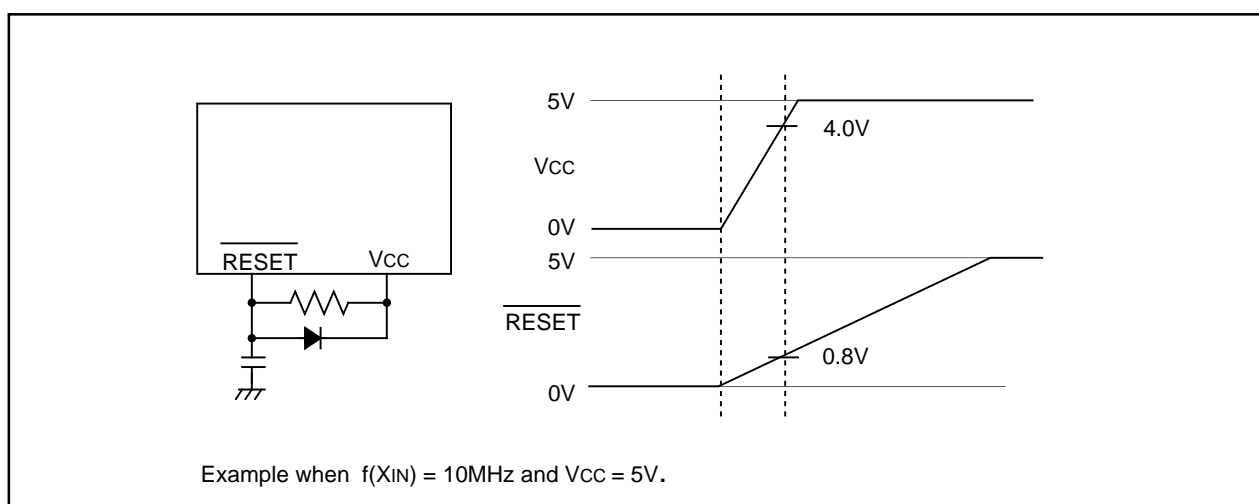 RESET
VCC
5V
4.0V
VCC
0V
5V
RESET
0.8V
0V
Example when f(XIN) = 10MHz and VCC = 5V.